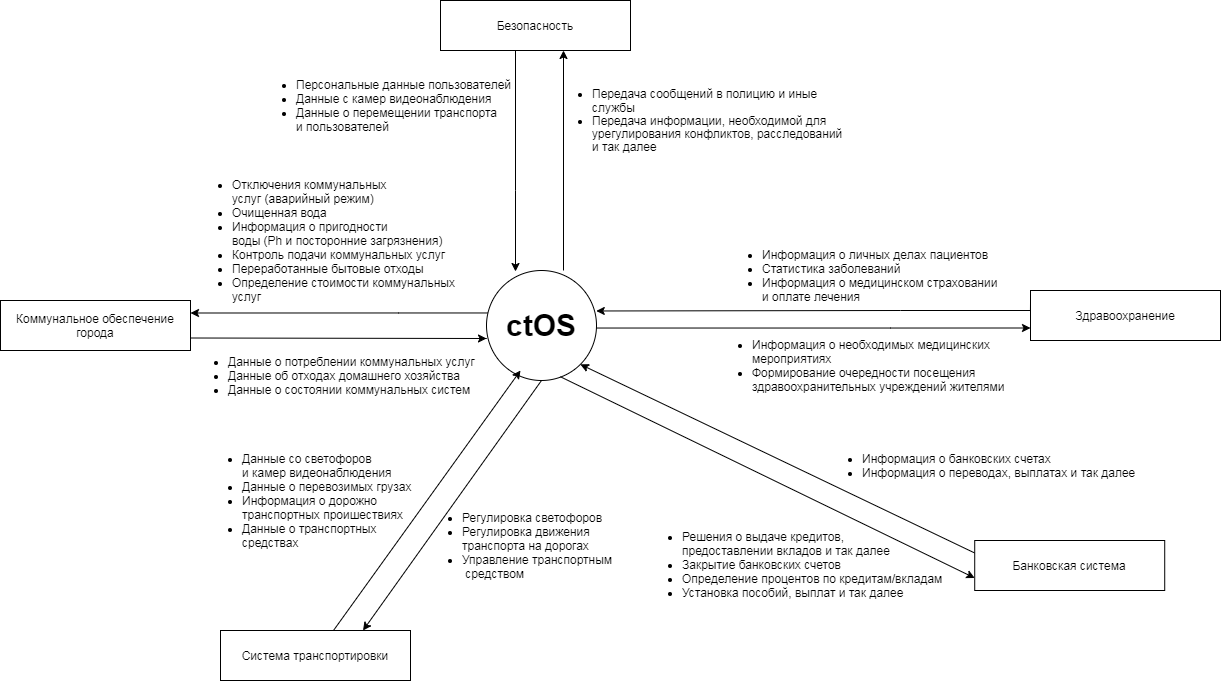 Безопасность
Персональные данные пользователей
Данные с камер видеонаблюдения
Данные о перемещении транспорта
и пользователей
Передача сообщений в полицию и иные
службы
Передача информации, необходимой для
урегулирования конфликтов, расследований
и так далее
Отключения коммунальных
услуг (аварийный режим)
Очищенная вода
Информация о пригодности
воды (Ph и посторонние загрязнения)
Контроль подачи коммунальных услуг
Переработанные бытовые отходы
Определение стоимости коммунальных
услуг
Информация о личных делах пациентов
Статистика заболеваний
Информация о медицинском страховании
и оплате лечения
Коммунальное обеспечение
города
ctOS
Здравоохранение
Данные о потреблении коммунальных услуг
Данные об отходах домашнего хозяйства
Данные о состоянии коммунальных систем
Информация о необходимых медицинских
мероприятиях
Формирование очередности посещения
здравоохранительных учреждений жителями
Данные со светофоров
и камер видеонаблюдения
Данные о перевозимых грузах
Информация о дорожно
транспортных проишествиях
Данные о транспортных
средствах
Регулировка светофоров
Регулировка движения
транспорта на дорогах
Управление транспортным
средством
Информация о банковских счетах
Информация о переводах, выплатах и так далее
Решения о выдаче кредитов,
предоставлении вкладов и так далее
Закрытие банковских счетов
Определение процентов по кредитам/вкладам
Установка пособий, выплат и так далее
Банковская система
Система транспортировки